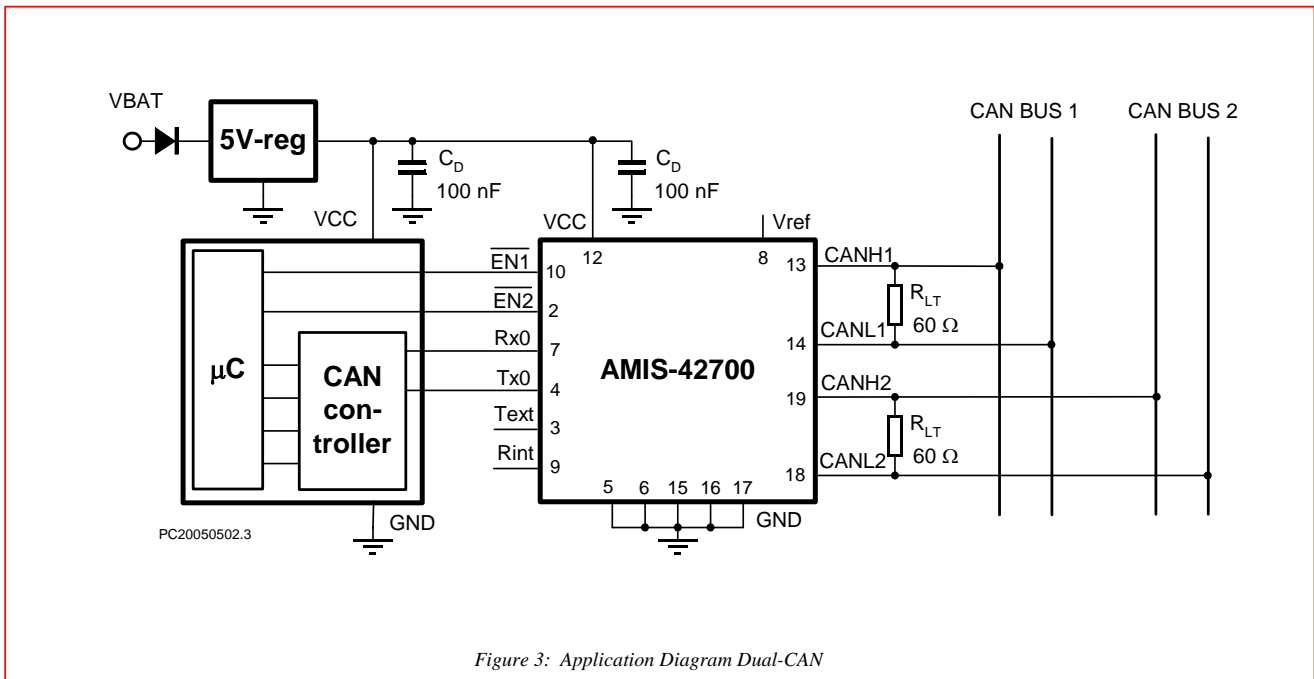 VBAT
5V-reg
CD
100 nF
CD
100 nF
CAN BUS 1
CAN BUS 2
VCC
VCC
Vref
EN1
10
12
8
13
CANH1
EN2
2
RLT
60 Ω
Rx0
7
14
CANL1
μC
CAN
con-
troller
Tx0
4
AMIS-42700
19
CANH2
Text
3
RLT
60 Ω
Rint
9
18
CANL2
5
6
15
16
17
GND
GND
PC20050502.3
Figure 3: Application Diagram Dual-CAN